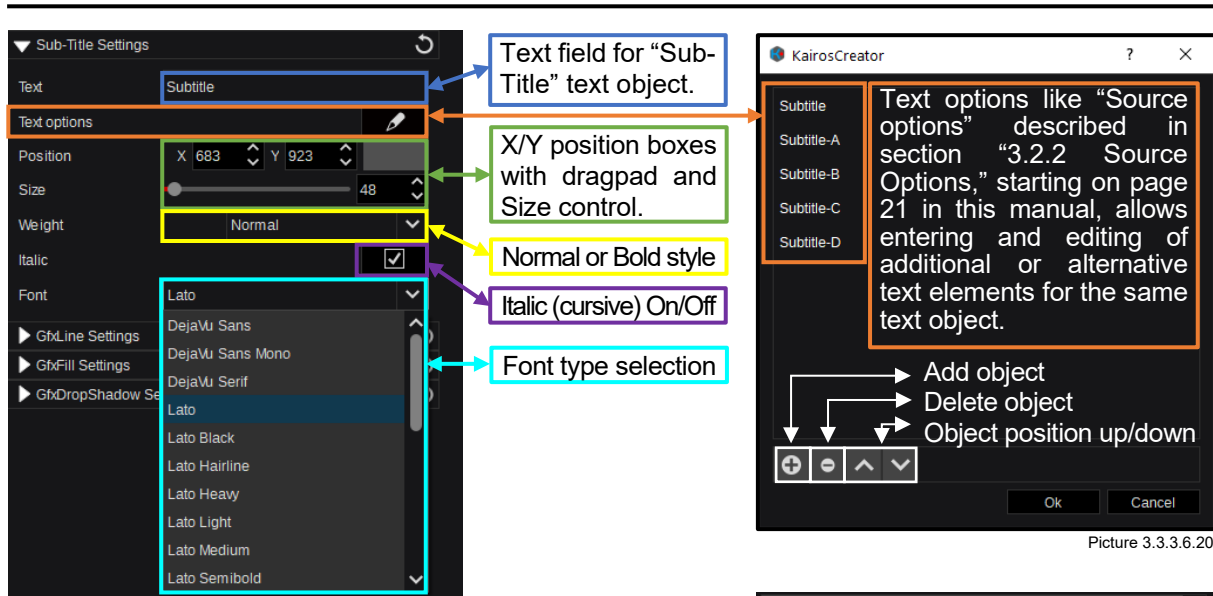 Sub-Title Settings
Text
Subtitle
Text options
Position
X 683
Y 923
Size
48
Weight
Normal
Italic
Font
Lato
DejaVu Sans
GfxLine Settings
DejaVu Sans Mono
GfxFill Settings
DejaVu Serif
GfxDropShadow Se
Lato
Lato Black
Lato Hairline
Lato Heavy
Lato Light
Lato Medium
Lato Semibold
Text field for “Sub-
Title” text object.
X/Y position boxes
with dragpad and
Size control.
Normal or Bold style
Italic (cursive) On/Off
Font type selection
KairosCreator
?
Subtitle
Subtitle-A
Subtitle-B
Subtitle-C
Subtitle-D
Text options like “Source
options” described in
section “3.2.2 Source
Options,” starting on page
21 in this manual, allows
entering and editing of
additional or alternative
text elements for the same
text object.
Add object
Delete object
Object position up/down
Ok
Cancel
Picture 3.3.3.6.20